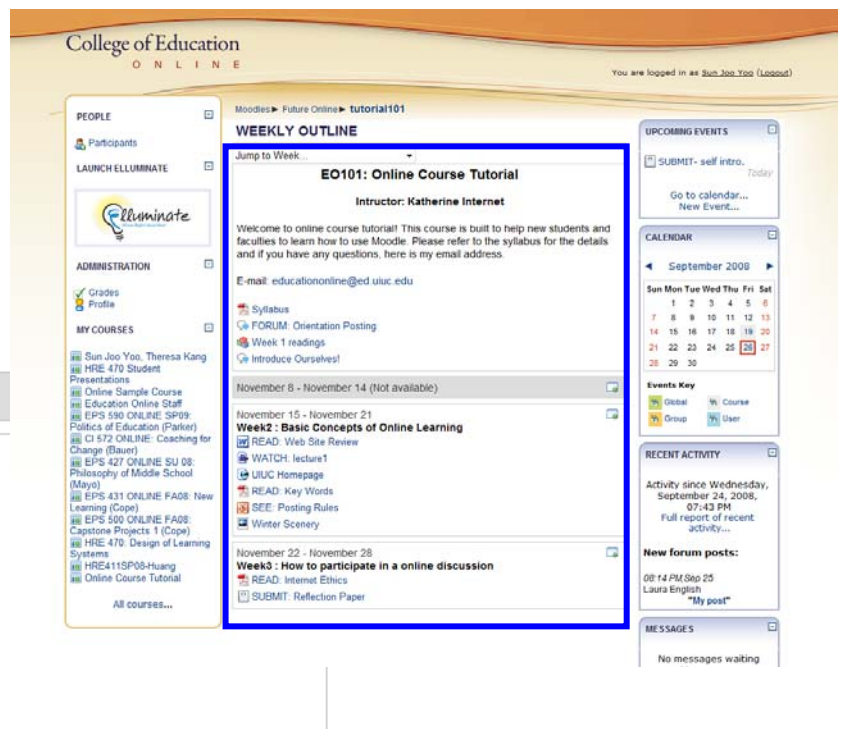 College of Education
ONLINE
You are logged in as Sun Joo Yoo (Logout)
PEOPLE
Participants
LAUNCH ELLUMINATE
Elluminate
ADMINISTRATION
Grades
Profile
MY COURSES
Sun Joo Yoo, Theresa Kang
HRE 470 Student
Presentations
Online Sample Course
Education Online Staff
EPS 590 ONLINE SP09:
Politics of Education (Parker)
CI 572 ONLINE: Coaching for
Change (Bauer)
EPS 427 ONLINE SU 08:
Philosophy of Middle School
(Mayo)
EPS 431 ONLINE FA08: New
Learning (Cope)
EPS 500 ONLINE FA08:
Capstone Projects 1 (Cope)
HRE 470: Design of Learning
Systems
HRE411SP08-Huang
Online Course Tutorial
All courses...
Moodles► Future Online► tutorial101
WEEKLY OUTLINE
Jump to Week...
EO101: Online Course Tutorial
Intructor: Katherine Internet
Welcome to online course tutorial! This course is built to help new students and
faculties to learn how to use Moodle. Please refer to the syllabus for the details
and if you have any questions, here is my email address.
E-mail: educationonline@ed.uiuc.edu
Syllabus
FORUM: Orientation Posting
Week 1 readings
Introduce Ourselves!
November 8 - November 14 (Not available)
November 15 - November 21
Week2 : Basic Concepts of Online Learning
READ: Web Site Review
WATCH: lecture1
UIUC Homepage
READ: Key Words
SEE: Posting Rules
Winter Scenery
November 22 - November 28
Week3 : How to participate in a online discussion
READ: Internet Ethics
SUBMIT: Reflection Paper
UPCOMING EVENTS
SUBMIT- self intro.
Today
Go to calendar...
New Event...
CALENDAR
◄ September 2008 ►
Sun Mon Tue Wed Thu Fri Sat
1 2 3 4 5 6
7 8 9 10 11 12 13
14 15 16 17 18 19 20
21 22 23 24 25 26 27
28 29 30
Events Key
Global Course
Group User
RECENT ACTIVITY
Activity since Wednesday,
September 24, 2008,
07:43 PM
Full report of recent
activity...
New forum posts:
08:14 PM, Sep 25
Laura English
"My post"
MESSAGES
No messages waiting